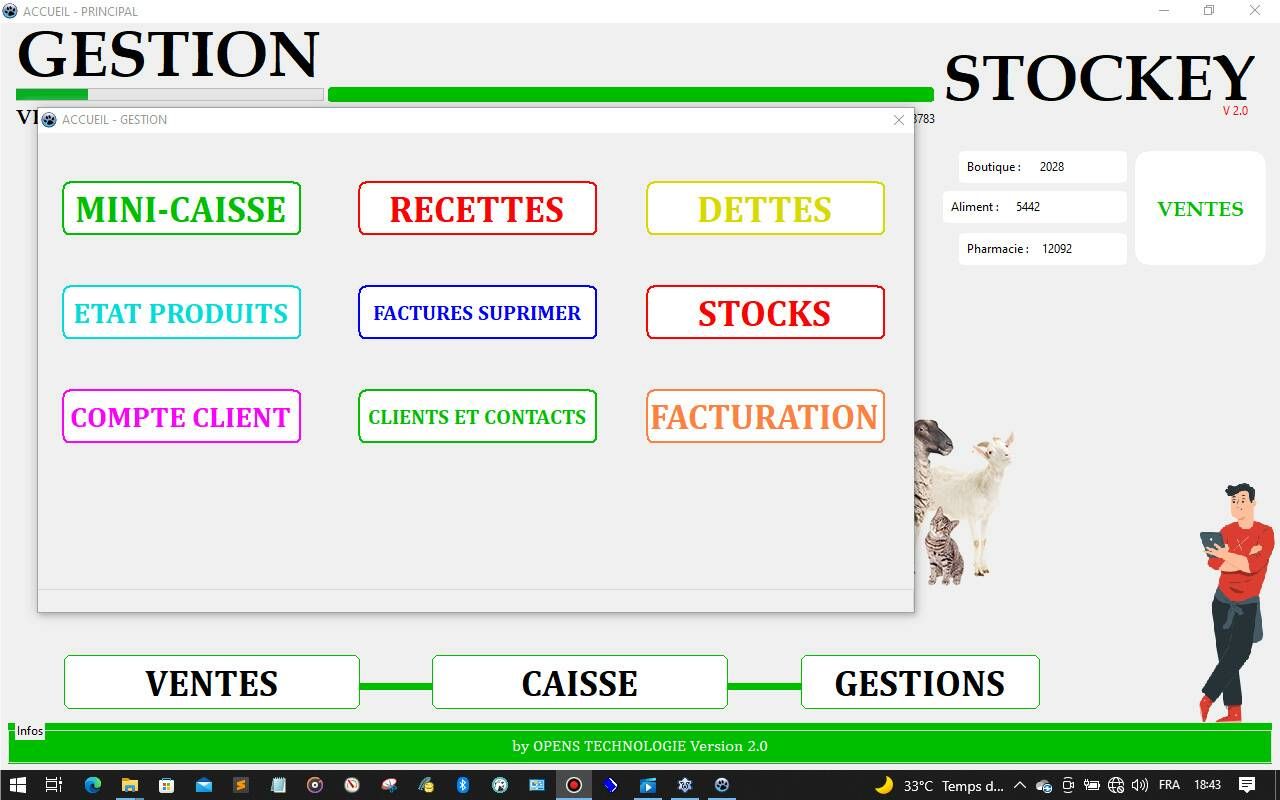 ACCUEIL - PRINCIPAL
GESTION
STOCKEY
V 2.0
3783
ACCUEIL - GESTION
MINI-CAISSE
RECETTES
DETTES
ETAT PRODUITS
FACTURES SUPRIMER
STOCKS
COMPTE CLIENT
CLIENTS ET CONTACTS
FACTURATION
Boutique : 2028
Aliment : 5442
Pharmacie : 12092
VENTES
VENTES
CAISSE
GESTIONS
Infos
by OPENS TECHNOLOGIE Version 2.0
33°C Temps d... FRA 18:43